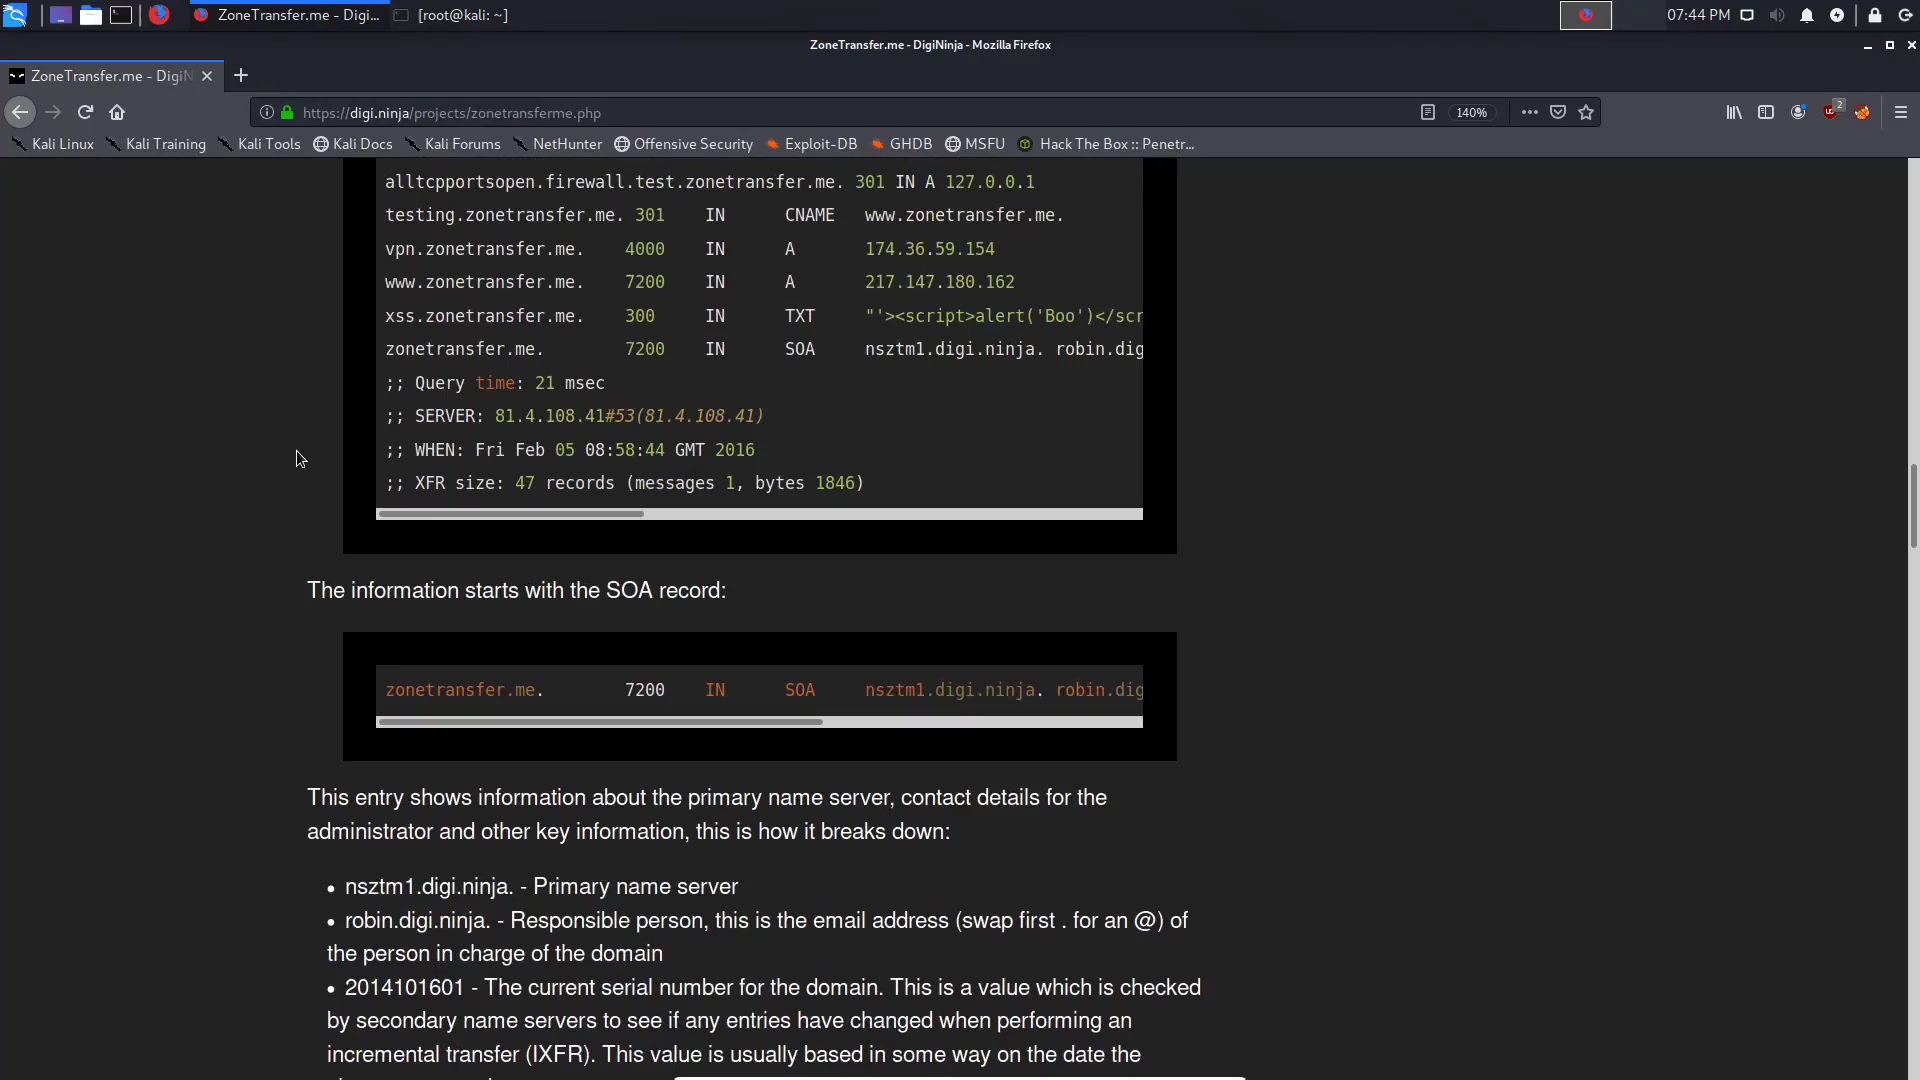 ZoneTransfer.me - Digi... [root@kali: ~] 07:44 PM
ZoneTransfer.me - DigiNinja - Mozilla Firefox
ZoneTransfer.me - DigiN
https://digi.ninja/projects/zonetransferme.php 140% 2
Kali Linux Kali Training Kali Tools Kali Docs Kali Forums NetHunter Offensive Security Exploit-DB GHDB MSFU Hack The Box :: Penetr...
alltcpportsopen.firewall.test.zonetransfer.me. 301 IN A 127.0.0.1
testing.zonetransfer.me. 301 IN CNAME www.zonetransfer.me.
vpn.zonetransfer.me. 4000 IN A 174.36.59.154
www.zonetransfer.me. 7200 IN A 217.147.180.162
xss.zonetransfer.me. 300 IN TXT "'><script>alert('Boo')</scr
zonetransfer.me. 7200 IN SOA nsztm1.digi.ninja. robin.dig
;; Query time: 21 msec
;; SERVER: 81.4.108.41#53(81.4.108.41)
;; WHEN: Fri Feb 05 08:58:44 GMT 2016
;; XFR size: 47 records (messages 1, bytes 1846)
The information starts with the SOA record:
zonetransfer.me. 7200 IN SOA nsztm1.digi.ninja. robin.dig
This entry shows information about the primary name server, contact details for the
administrator and other key information, this is how it breaks down:
• nsztm1.digi.ninja. - Primary name server
• robin.digi.ninja. - Responsible person, this is the email address (swap first . for an @) of
the person in charge of the domain
• 2014101601 - The current serial number for the domain. This is a value which is checked
by secondary name servers to see if any entries have changed when performing an
incremental transfer (IXFR). This value is usually based in some way on the date the